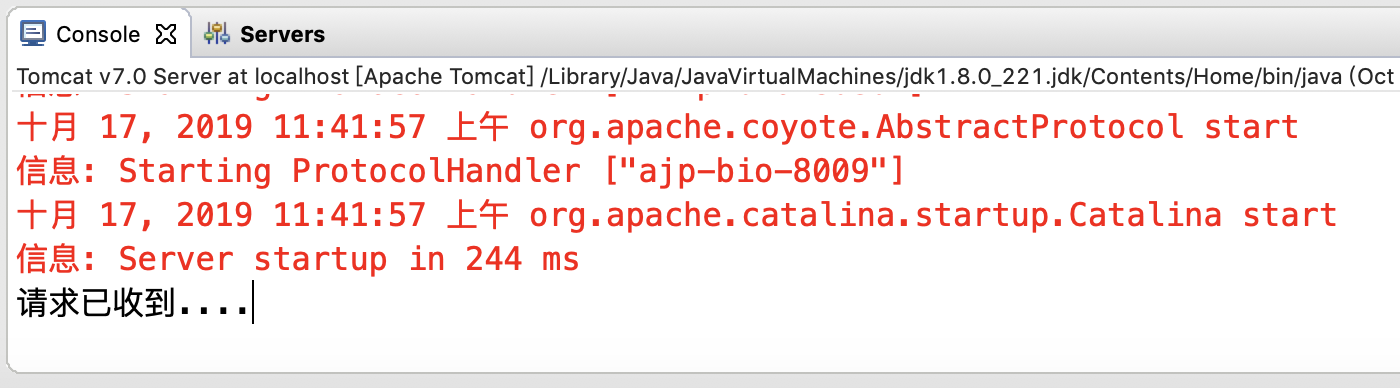 Console Servers
Tomcat v7.0 Server at localhost [Apache Tomcat] /Library/Java/JavaVirtualMachines/jdk1.8.0_221.jdk/Contents/Home/bin/java (Oct
十月 17, 2019 11:41:57 上午 org.apache.coyote.AbstractProtocol start
信息: Starting ProtocolHandler ["ajp-bio-8009"]
十月 17, 2019 11:41:57 上午 org.apache.catalina.startup.Catalina start
信息: Server startup in 244 ms
请求已收到....